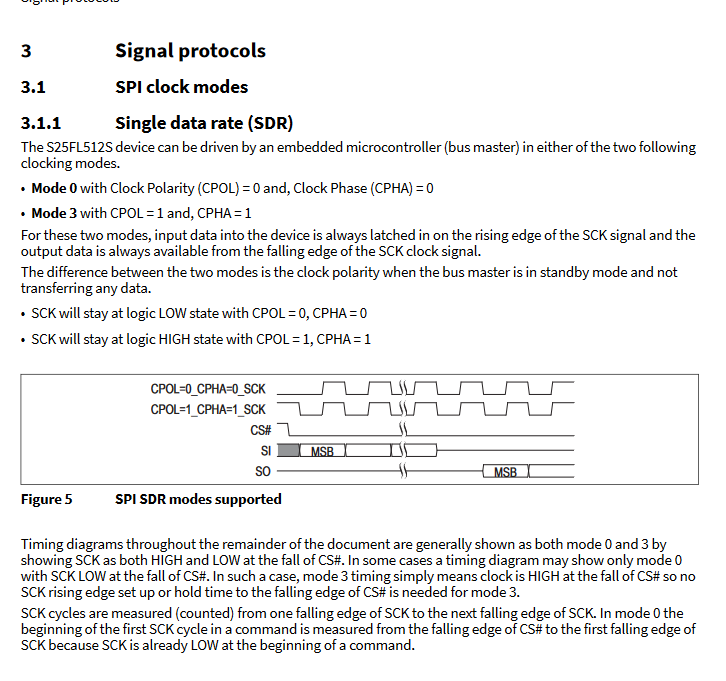 Signal protocols
3 Signal protocols
3.1 SPI clock modes
3.1.1 Single data rate (SDR)
The S25FL512S device can be driven by an embedded microcontroller (bus master) in either of the two following
clocking modes.
• Mode 0 with Clock Polarity (CPOL) = 0 and, Clock Phase (CPHA) = 0
• Mode 3 with CPOL = 1 and, CPHA = 1
For these two modes, input data into the device is always latched in on the rising edge of the SCK signal and the
output data is always available from the falling edge of the SCK clock signal.
The difference between the two modes is the clock polarity when the bus master is in standby mode and not
transferring any data.
• SCK will stay at logic LOW state with CPOL = 0, CPHA = 0
• SCK will stay at logic HIGH state with CPOL = 1, CPHA = 1
CPOL=0_CPHA=0_SCK
CPOL=1_CPHA=1_SCK
CS#
SI MSB
SO MSB
Figure 5 SPI SDR modes supported
Timing diagrams throughout the remainder of the document are generally shown as both mode 0 and 3 by
showing SCK as both HIGH and LOW at the fall of CS#. In some cases a timing diagram may show only mode 0
with SCK LOW at the fall of CS#. In such a case, mode 3 timing simply means clock is HIGH at the fall of CS# so no
SCK rising edge set up or hold time to the falling edge of CS# is needed for mode 3.
SCK cycles are measured (counted) from one falling edge of SCK to the next falling edge of SCK. In mode 0 the
beginning of the first SCK cycle in a command is measured from the falling edge of CS# to the first falling edge of
SCK because SCK is already LOW at the beginning of a command.